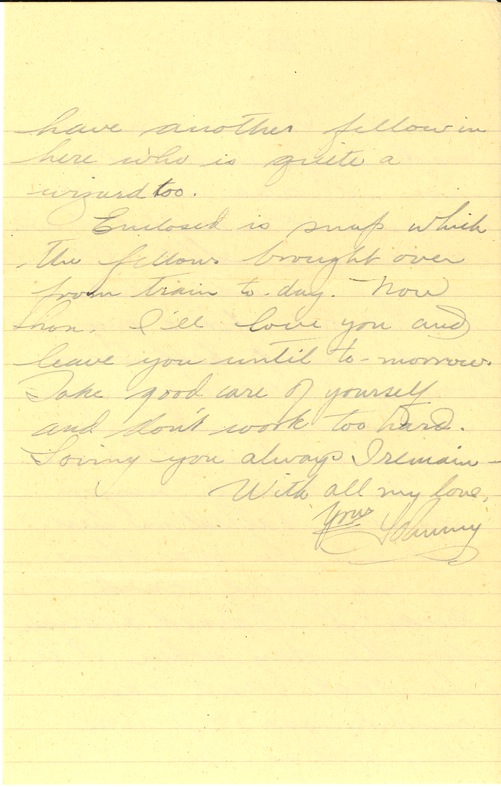 have another fellow in
here who is quite a
wizard too.
Enclosed is snap which
the fellows brought over
from train to-day. Now
hon. I'll love you and
leave you until to-morrow.
Take good care of yourself
and don't work too hard.
Loving you always I remain-
With all my love,
Your